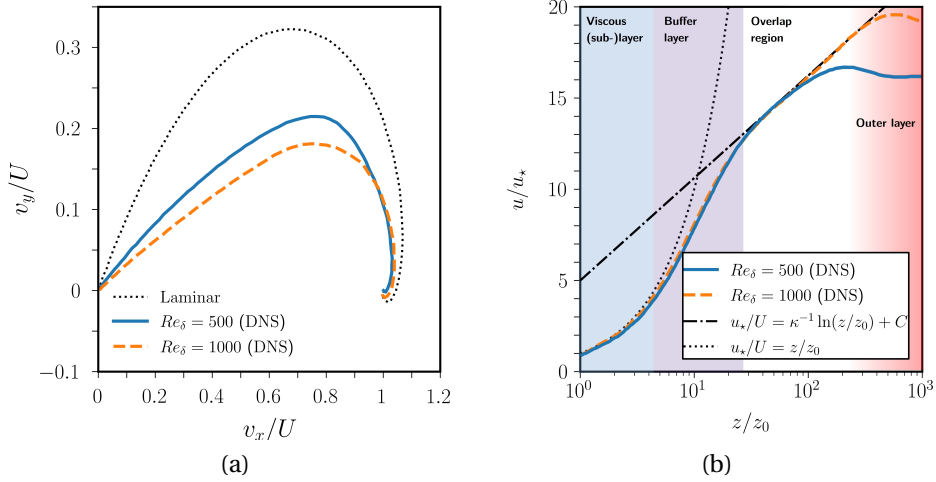 0.3
0.2
0.1
0
−0.1
v_y/U
0
0.2
0.4
0.6
0.8
1
1.2
v_x/U
Laminar
Re_δ = 500 (DNS)
Re_δ = 1000 (DNS)
(a)
20
15
10
5
0
u/u_⋆
Viscous
(sub-)layer
Buffer
layer
Overlap
region
Outer layer
Re_δ = 500 (DNS)
Re_δ = 1000 (DNS)
u_⋆/U = κ^{−1} ln(z/z_0) + C
u_⋆/U = z/z_0
10^0
10^1
10^2
10^3
z/z_0
(b)